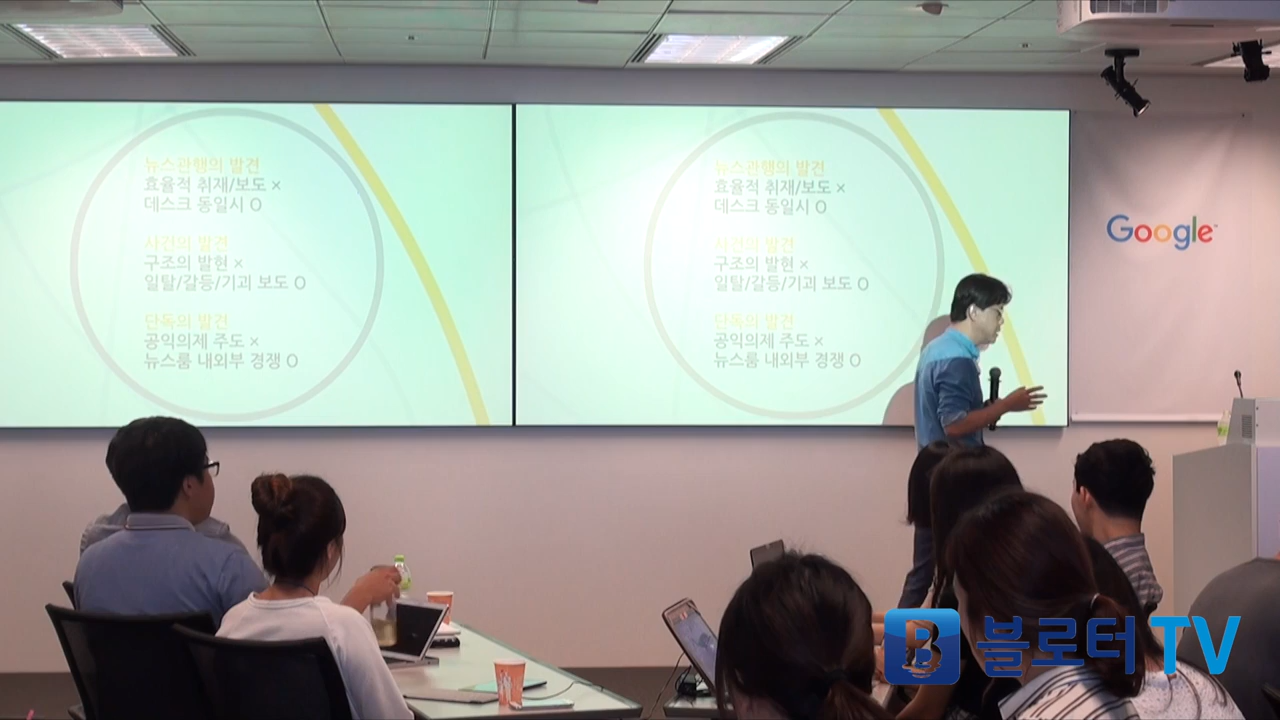 뉴스관행의 발견
효율적 취재/보도 ×
데스크 동일시 O
사건의 발견
구조의 발현 ×
일탈/갈등/기괴 보도 O
단독의 발견
공익의제 주도 ×
뉴스룸 내외부 경쟁 O
뉴스관행의 발견
효율적 취재/보도 ×
데스크 동일시 O
사건의 발견
구조의 발현 ×
일탈/갈등/기괴 보도 O
단독의 발견
공익의제 주도 ×
뉴스룸 내외부 경쟁 O
Google
B 블로터TV